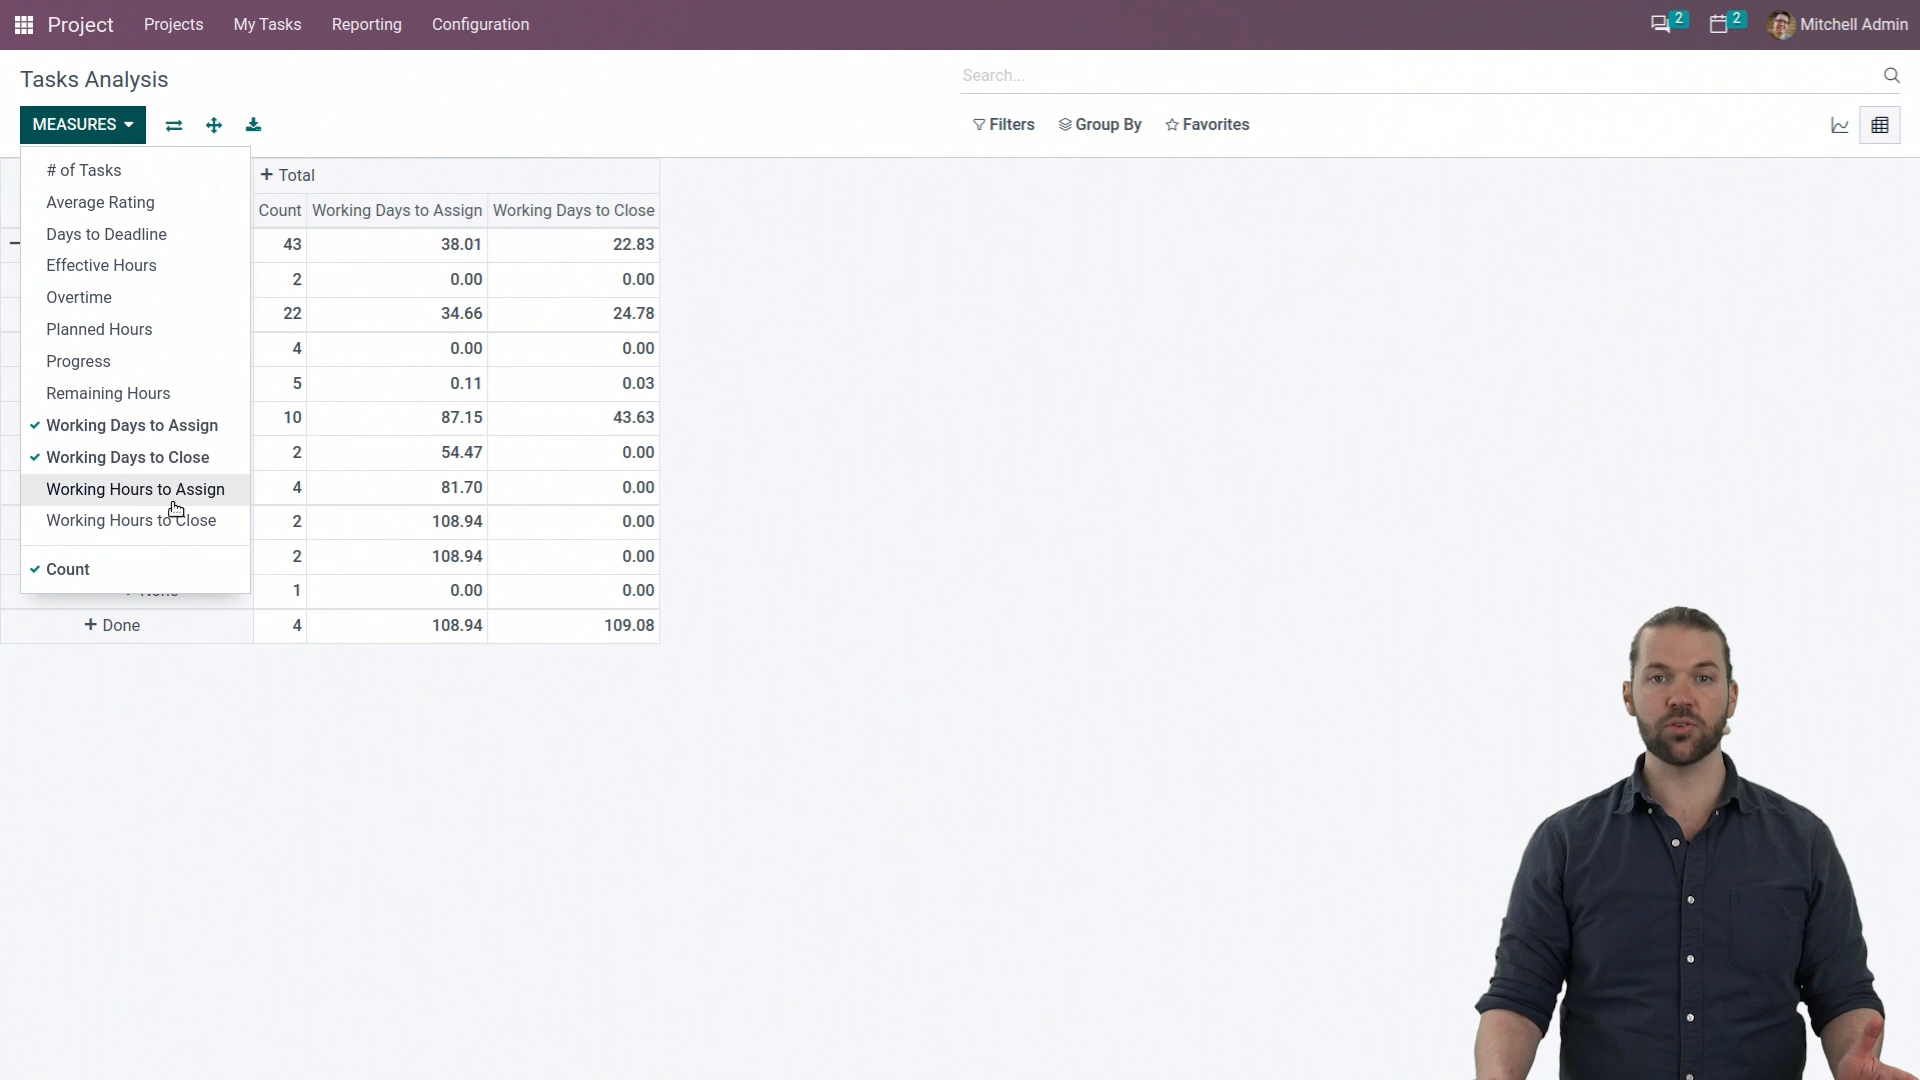 Project Projects My Tasks Reporting Configuration 2 2 Mitchell Admin
Tasks Analysis
Search...
MEASURES
Filters Group By Favorites
# of Tasks
Average Rating
Days to Deadline
Effective Hours
Overtime
Planned Hours
Progress
Remaining Hours
Working Days to Assign
Working Days to Close
Working Hours to Assign
Working Hours to Close
Count
+ Total
Count Working Days to Assign Working Days to Close
43 38.01 22.83
2 0.00 0.00
22 34.66 24.78
4 0.00 0.00
5 0.11 0.03
10 87.15 43.63
2 54.47 0.00
4 81.70 0.00
2 108.94 0.00
2 108.94 0.00
1 0.00 0.00
+ Done 4 108.94 109.08